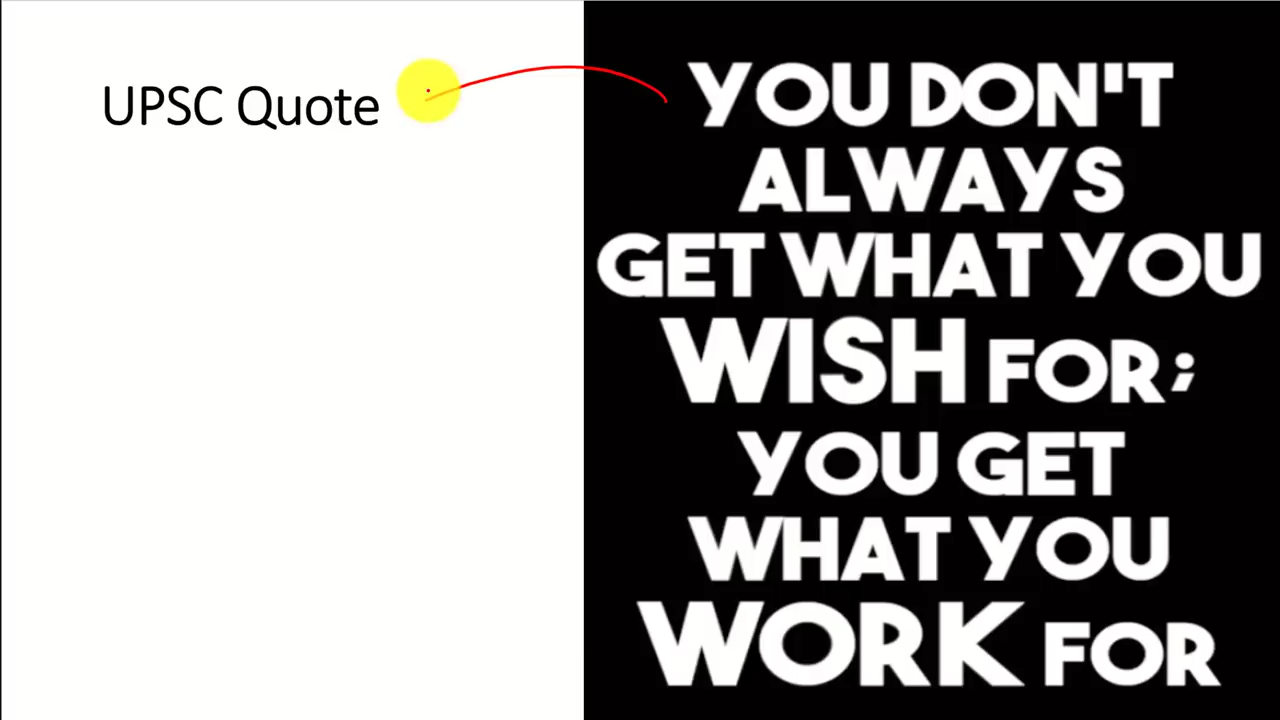 UPSC Quote
YOU DON'T
ALWAYS
GET WHAT YOU
WISH FOR;
YOU GET
WHAT YOU
WORK FOR